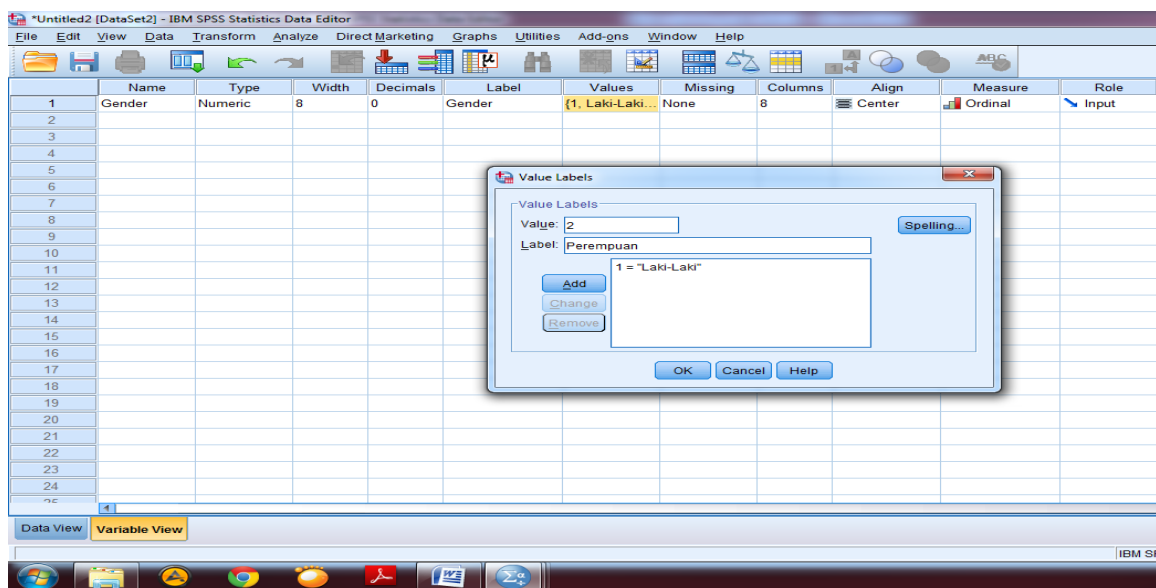 *Untitled2 [DataSet2] - IBM SPSS Statistics Data Editor
File Edit View Data Transform Analyze Direct Marketing Graphs Utilities Add-ons Window Help
Name Type Width Decimals Label Values Missing Columns Align Measure Role
1 Gender Numeric 8 0 Gender {1, Laki-Laki... None 8 Center Ordinal Input
2
3
4
5
6
7
8
9
10
11
12
13
14
15
16
17
18
19
20
21
22
23
24
25
Value Labels
Value Labels
Value: 2
Spelling...
Label: Perempuan
1 = "Laki-Laki"
Add
Change
Remove
OK Cancel Help
Data View Variable View
IBM SP